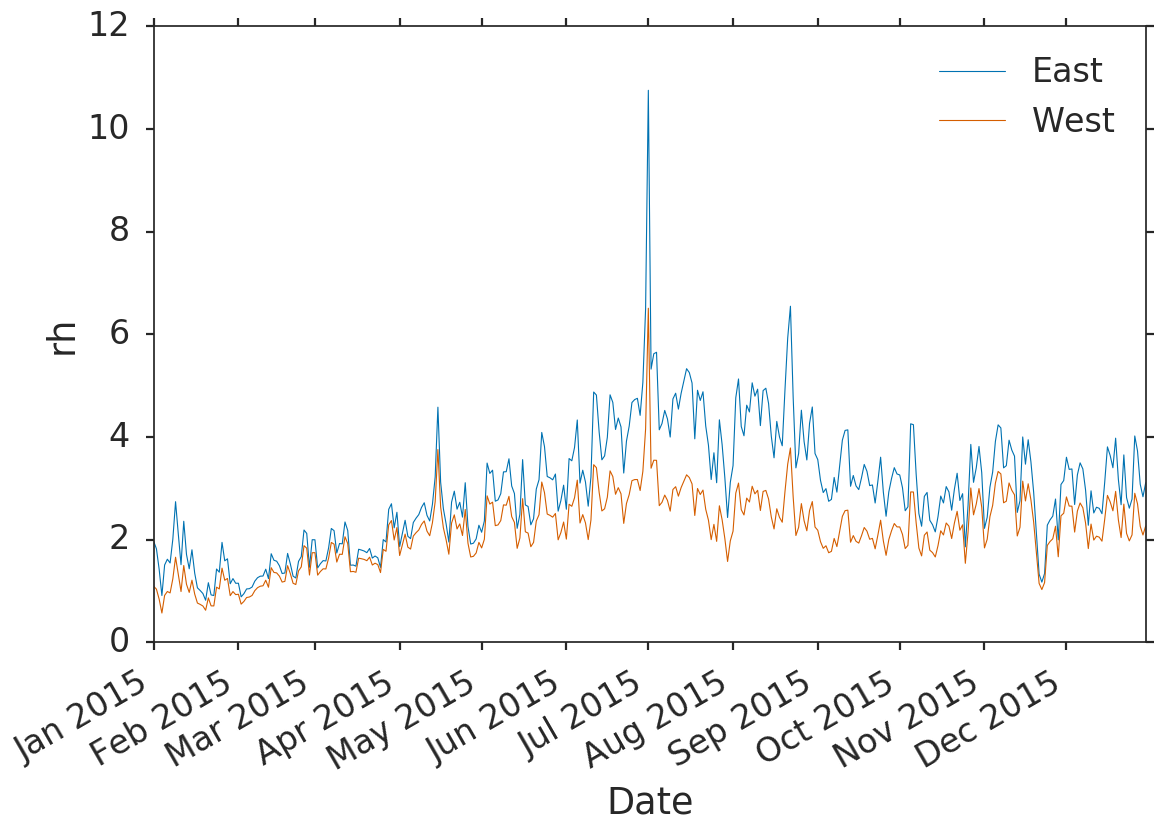 12
10
8
6
4
2
0
rh
East
West
Jan 2015
Feb 2015
Mar 2015
Apr 2015
May 2015
Jun 2015
Jul 2015
Aug 2015
Sep 2015
Oct 2015
Nov 2015
Dec 2015
Date